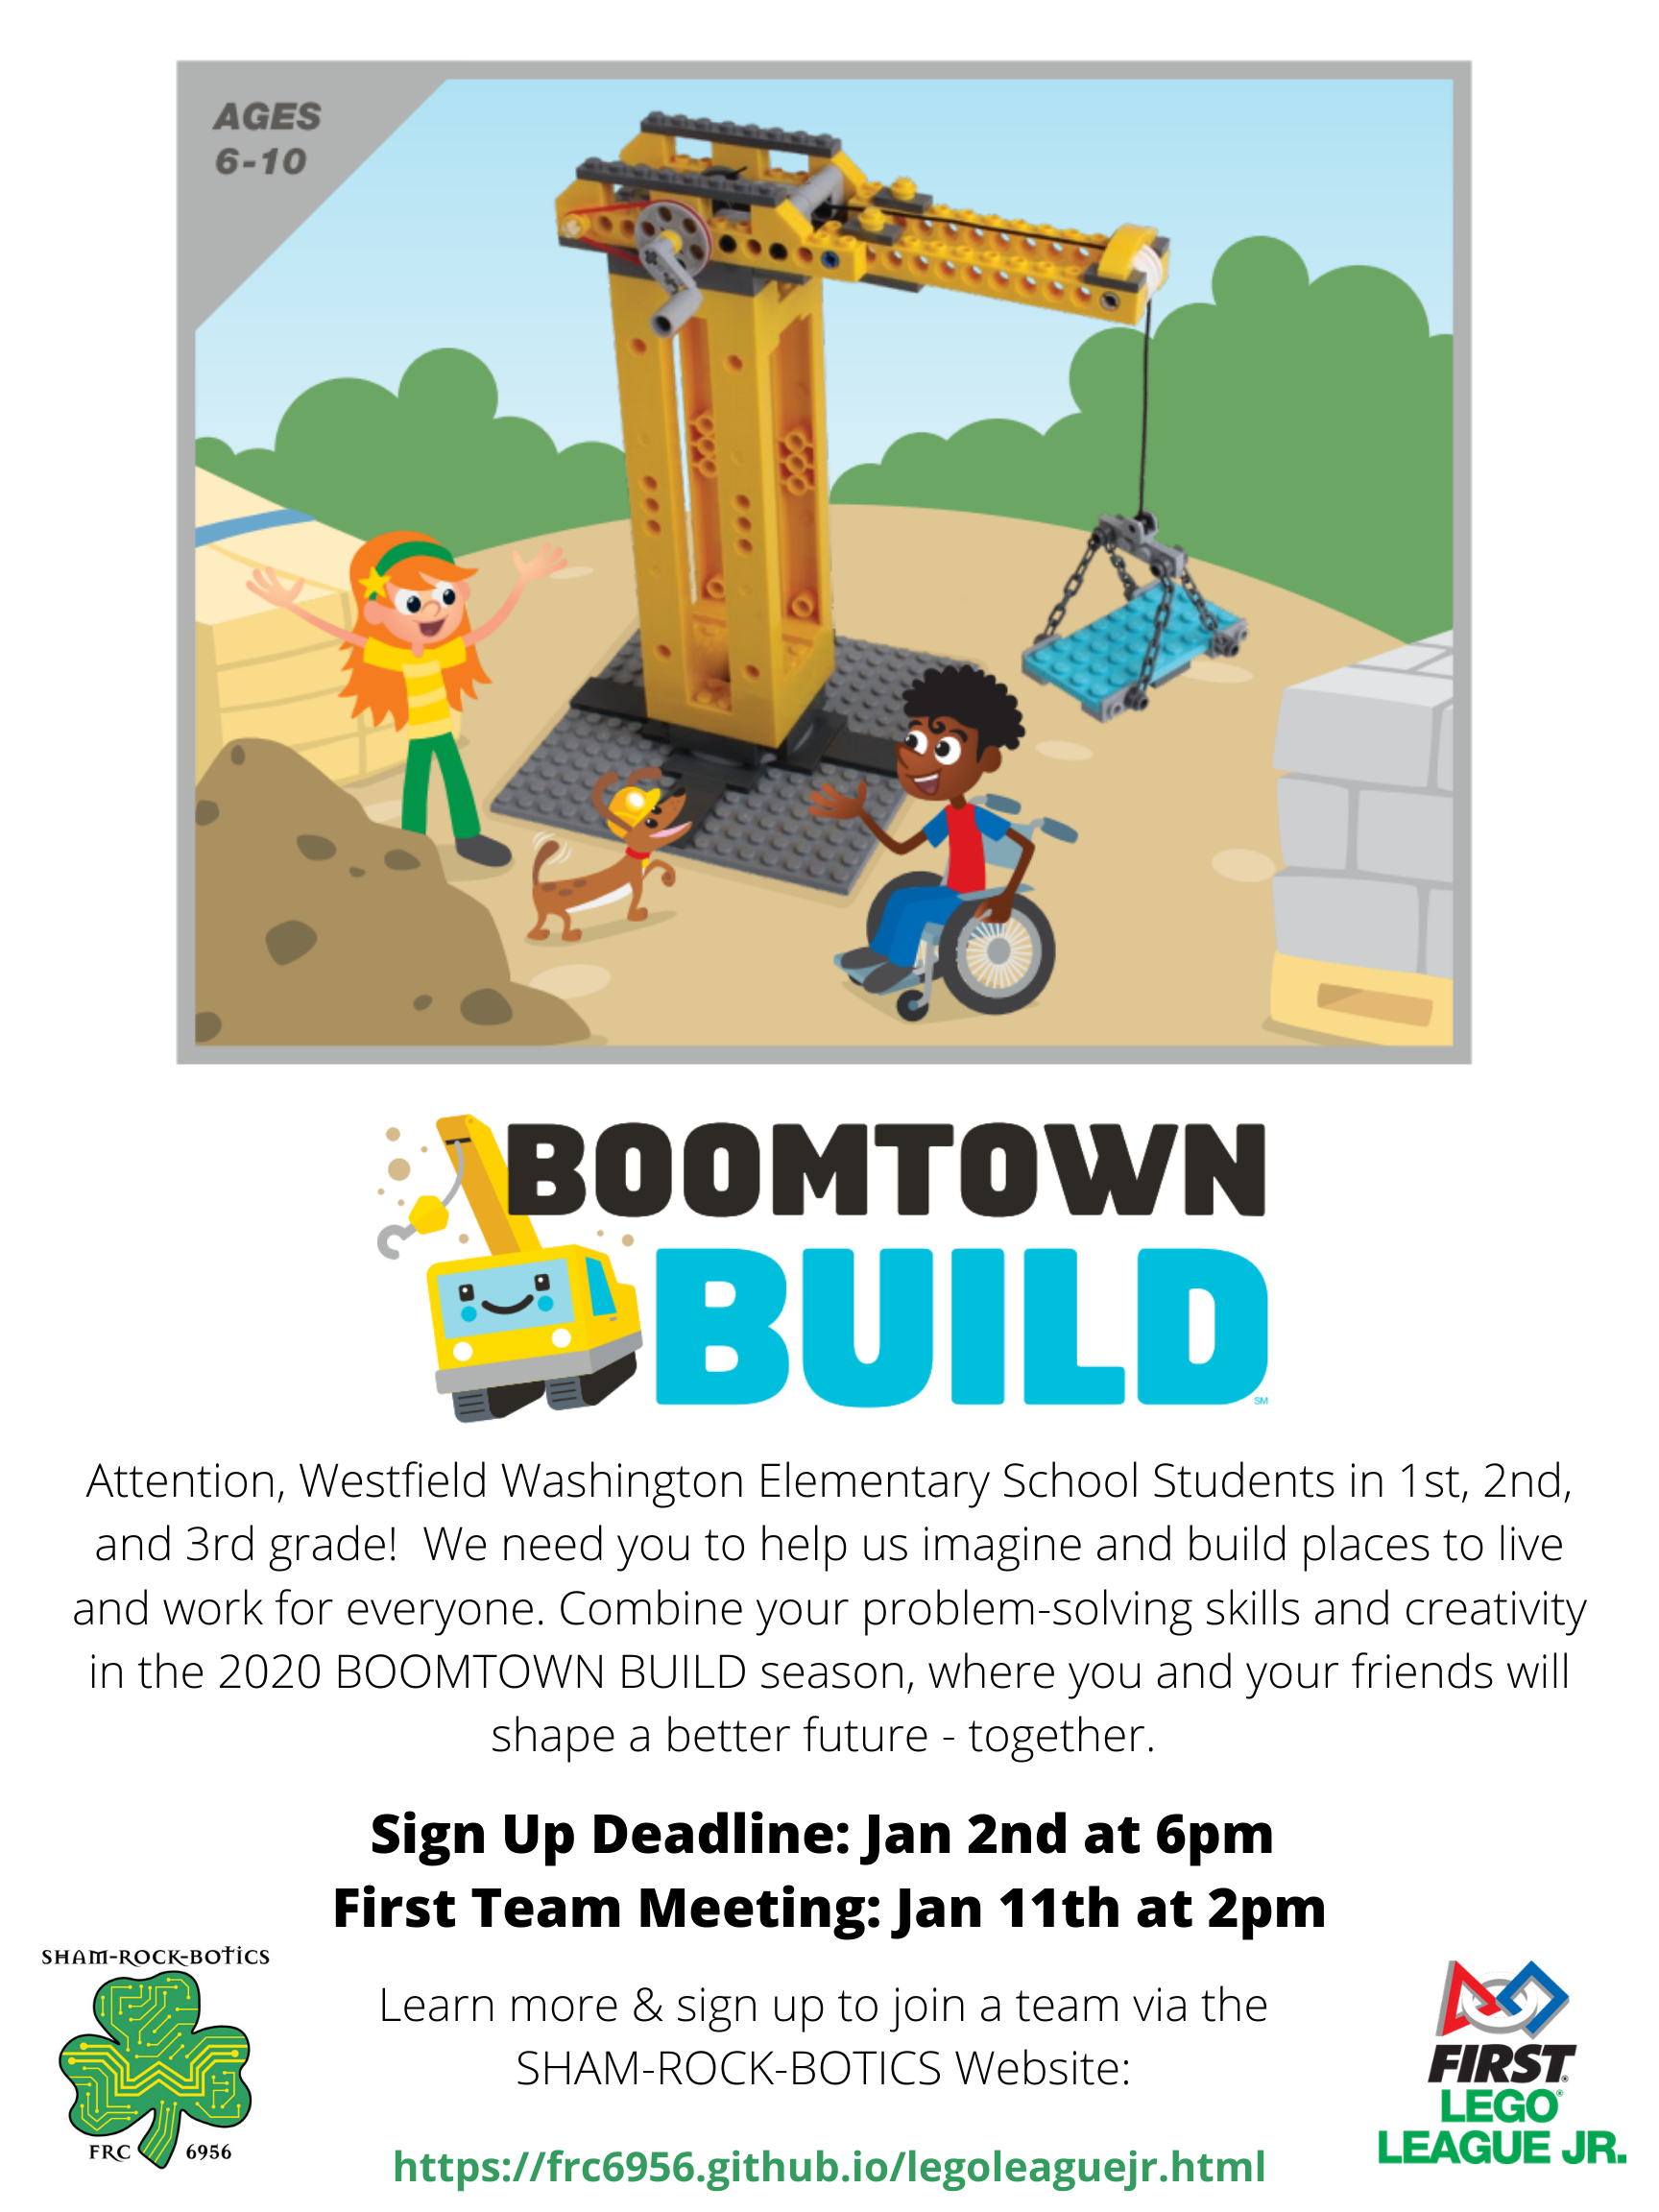 AGES
6-10
BOOMTOWN
BUILD
SM
Attention, Westfield Washington Elementary School Students in 1st, 2nd,
and 3rd grade!  We need you to help us imagine and build places to live
and work for everyone. Combine your problem-solving skills and creativity
in the 2020 BOOMTOWN BUILD season, where you and your friends will
shape a better future - together.
Sign Up Deadline: Jan 2nd at 6pm
First Team Meeting: Jan 11th at 2pm
SHAM-ROCK-BOTICS
FRC 6956
Learn more & sign up to join a team via the
SHAM-ROCK-BOTICS Website:
https://frc6956.github.io/legoleaguejr.html
FIRST®
LEGO®
LEAGUE JR.